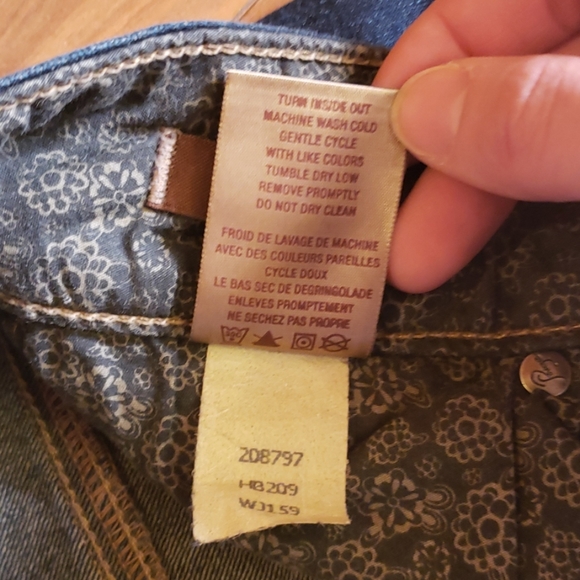 TURN INSIDE OUT
MACHINE WASH COLD
GENTLE CYCLE
WITH LIKE COLORS
TUMBLE DRY LOW
REMOVE PROMPTLY
DO NOT DRY CLEAN
FROID DE LAVAGE DE MACHINE
AVEC DES COULEURS PAREILLES
CYCLE DOUX
LE BAS SEC DE DEGRINGOLADE
ENLEVES PROMPTEMENT
NE SECHEZ PAS PROPRE
208797
HB209
WJ159